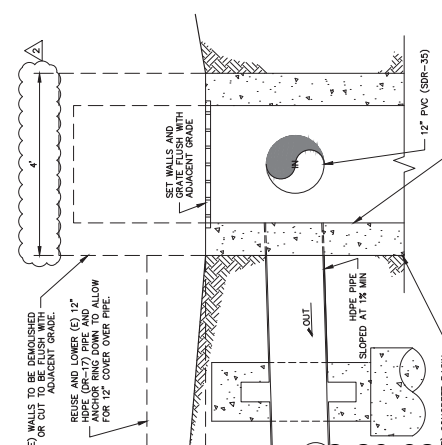 2
4'
(E) WALLS TO BE DEMOLISHED
OR CUT TO BE FLUSH WITH
ADJACENT GRADE.
REUSE AND LOWER (E) 12"
HDPE (DR-17) PIPE AND
ANCHOR RING DOWN TO ALLOW
FOR 12" COVER OVER PIPE.
SET WALLS AND
GRATE FLUSH WITH
ADJACENT GRADE
IN
12" PVC (SDR-35)
OUT
HDPE PIPE
SLOPED AT 1% MIN